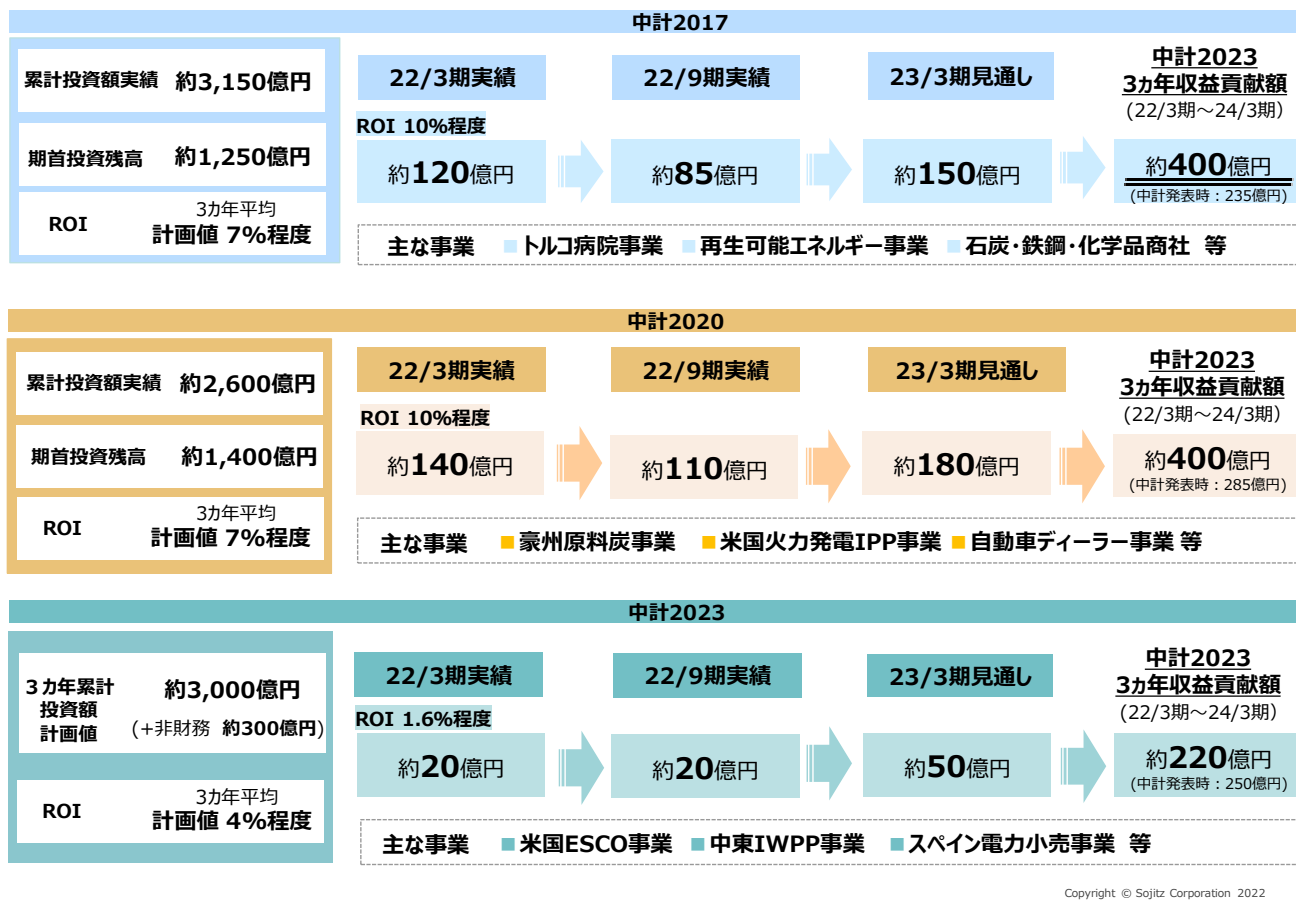 中計2017
累計投資額実績 約3,150億円
期首投資残高 約1,250億円
ROI 3カ年平均
計画値 7%程度
22/3期実績 22/9期実績 23/3期見通し
中計2023
3ヵ年収益貢献額
(22/3期～24/3期)
ROI 10%程度
約120億円 約85億円 約150億円 約400億円
(中計発表時：235億円)
主な事業 ■トルコ病院事業 ■再生可能エネルギー事業 ■石炭・鉄鋼・化学品商社 等
中計2020
累計投資額実績 約2,600億円
期首投資残高 約1,400億円
ROI 3カ年平均
計画値 7%程度
22/3期実績 22/9期実績 23/3期見通し
中計2023
3ヵ年収益貢献額
(22/3期～24/3期)
ROI 10%程度
約140億円 約110億円 約180億円 約400億円
(中計発表時：285億円)
主な事業 ■豪州原料炭事業 ■米国火力発電IPP事業 ■自動車ディーラー事業 等
中計2023
３カ年累計
投資額
計画値
約3,000億円
(+非財務 約300億円)
ROI 3カ年平均
計画値 4%程度
22/3期実績 22/9期実績 23/3期見通し
中計2023
3ヵ年収益貢献額
(22/3期～24/3期)
ROI 1.6%程度
約20億円 約20億円 約50億円 約220億円
(中計発表時：250億円)
主な事業 ■米国ESCO事業 ■中東IWPP事業 ■スペイン電力小売事業 等
Copyright © Sojitz Corporation 2022